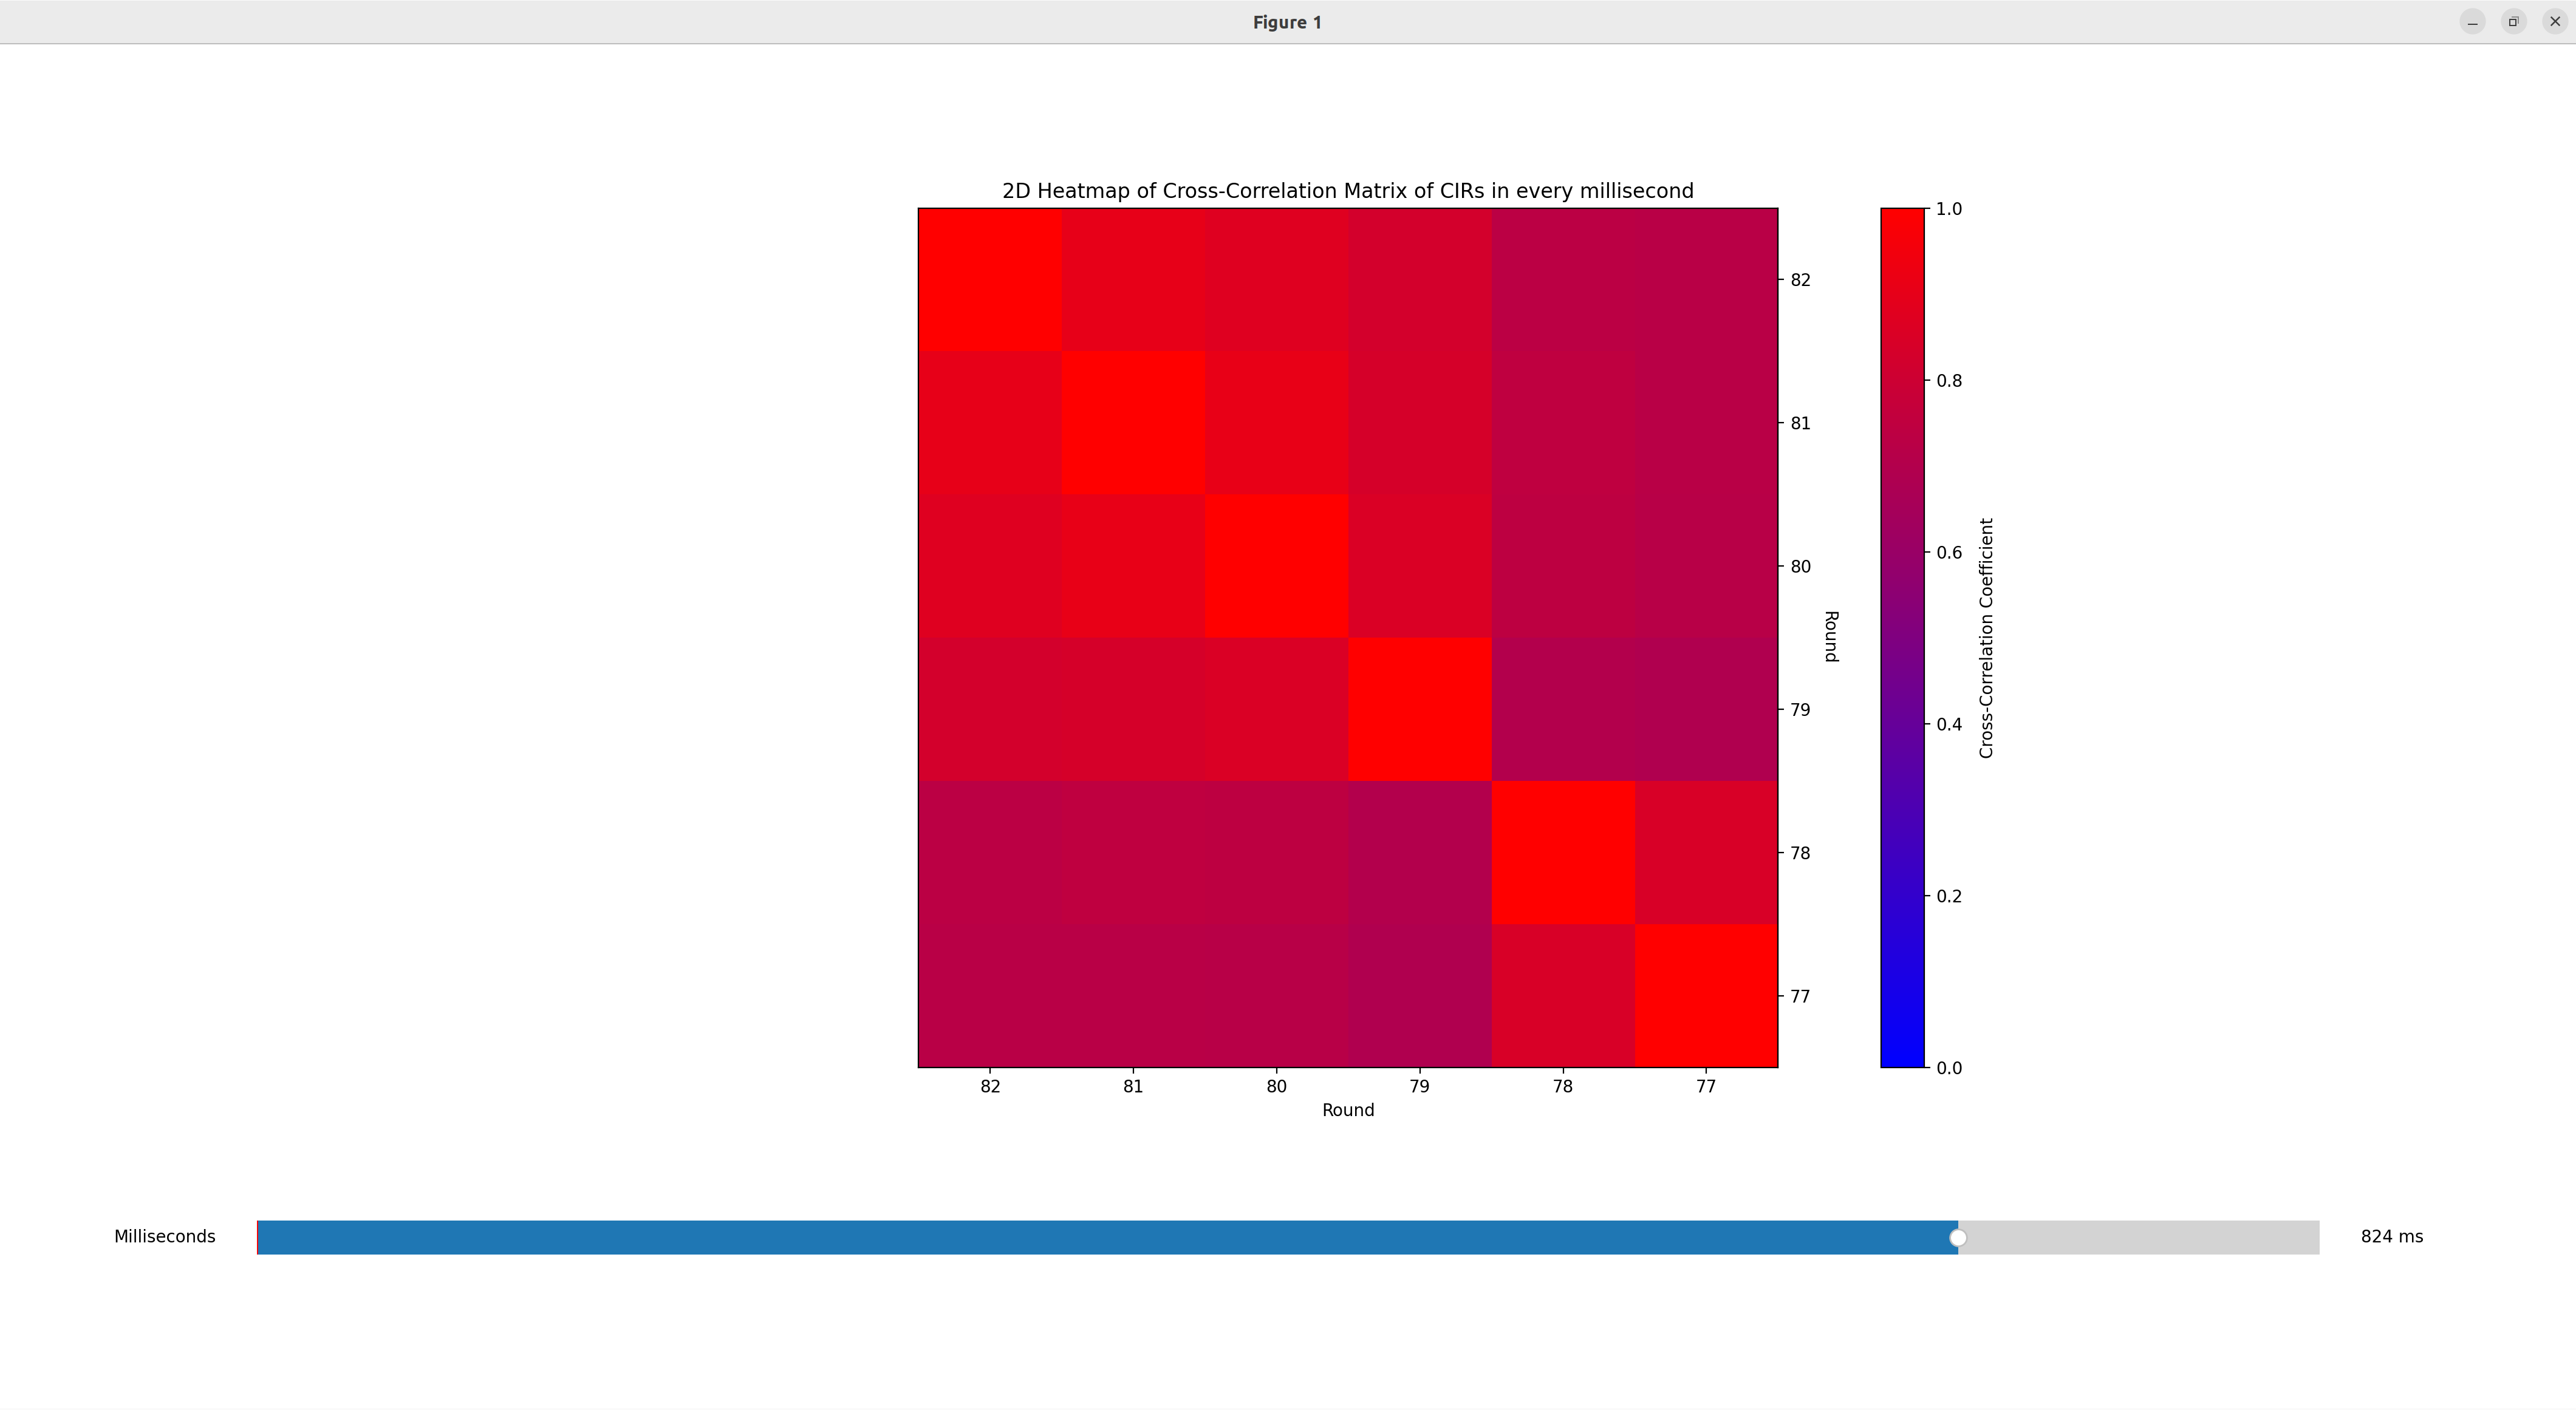 Figure 1
2D Heatmap of Cross-Correlation Matrix of CIRs in every millisecond
82
81
80
79
78
77
Round
82 81 80 79 78 77
Round
1.0
0.8
0.6
0.4
0.2
0.0
Cross-Correlation Coefficient
Milliseconds
824 ms